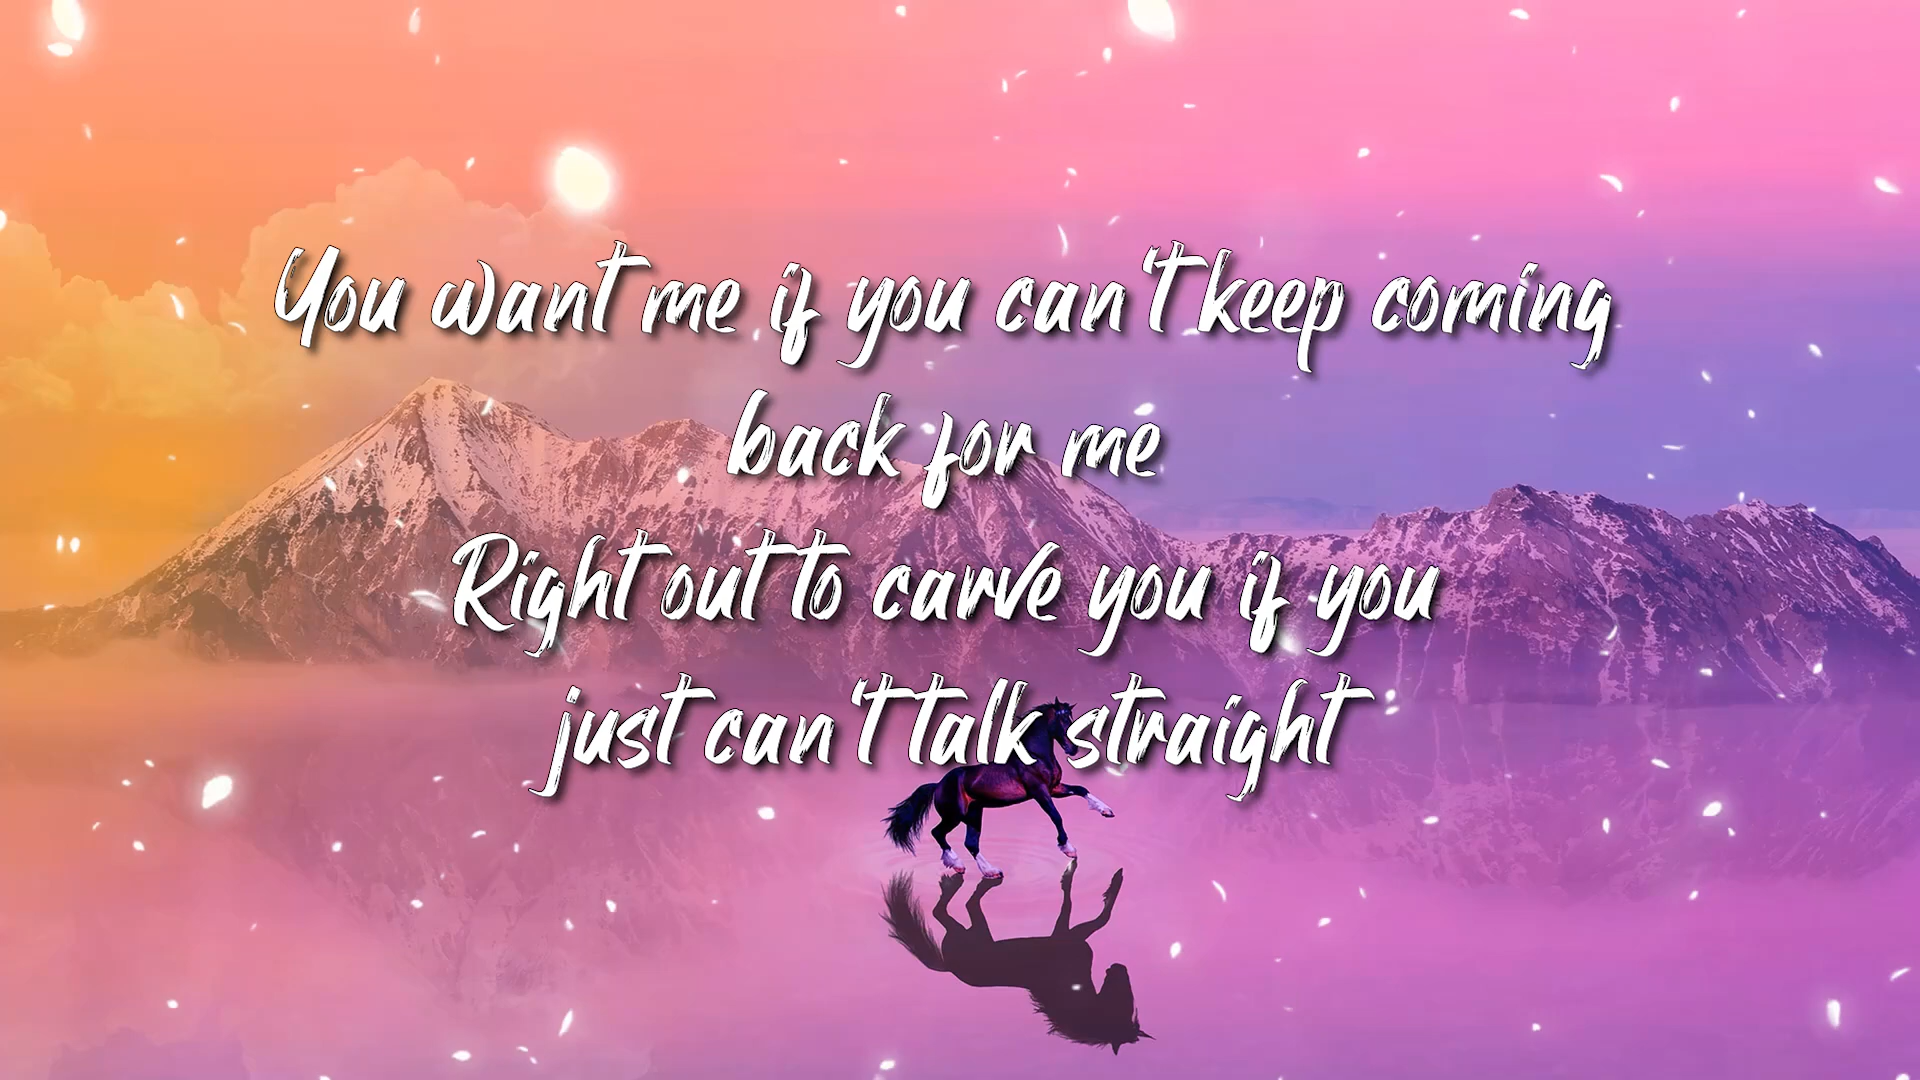 You want me if you can't keep coming
back for me
Right out to carve you if you
just can't talk straight